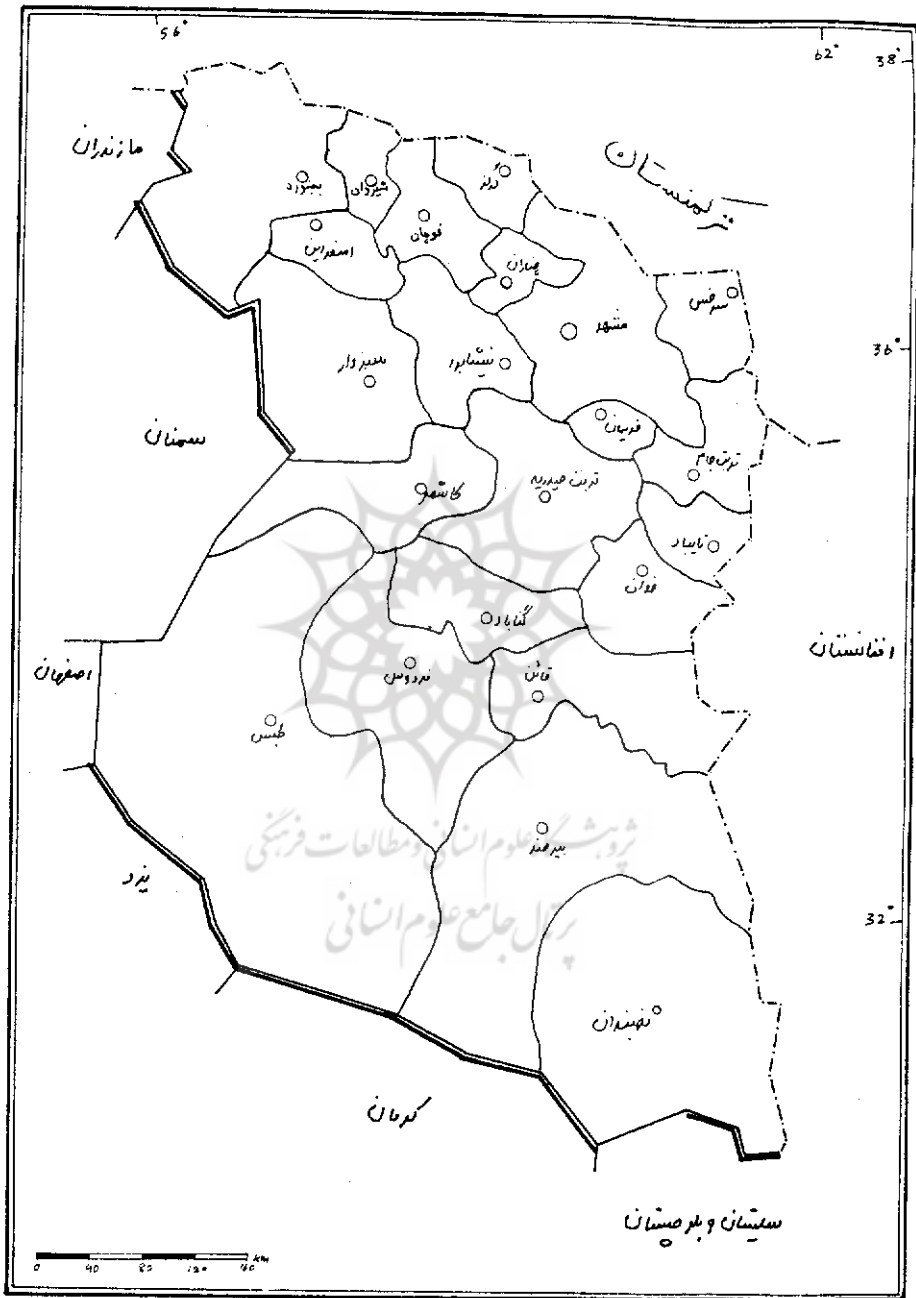 56°
62°
38°
مازندران
ترکمنستان
بجنورد
شیروان
درگز
قوچان
اسفراین
چناران
سرخس
مشهد
36°
نیشابور
سبزوار
سمنان
فریمان
تربت جام
کاشمر
تربت حیدریه
تایباد
خواف
گناباد
افغانستان
اصفهان
فردوس
قائن
طبس
پژوهشگاه علوم انسانی و مطالعات فرهنگی
بیرجند
یزد
پرتال جامع علوم انسانی
32°
نهبندان
کرمان
سیستان و بلوچستان
0 40 80 120 160 km